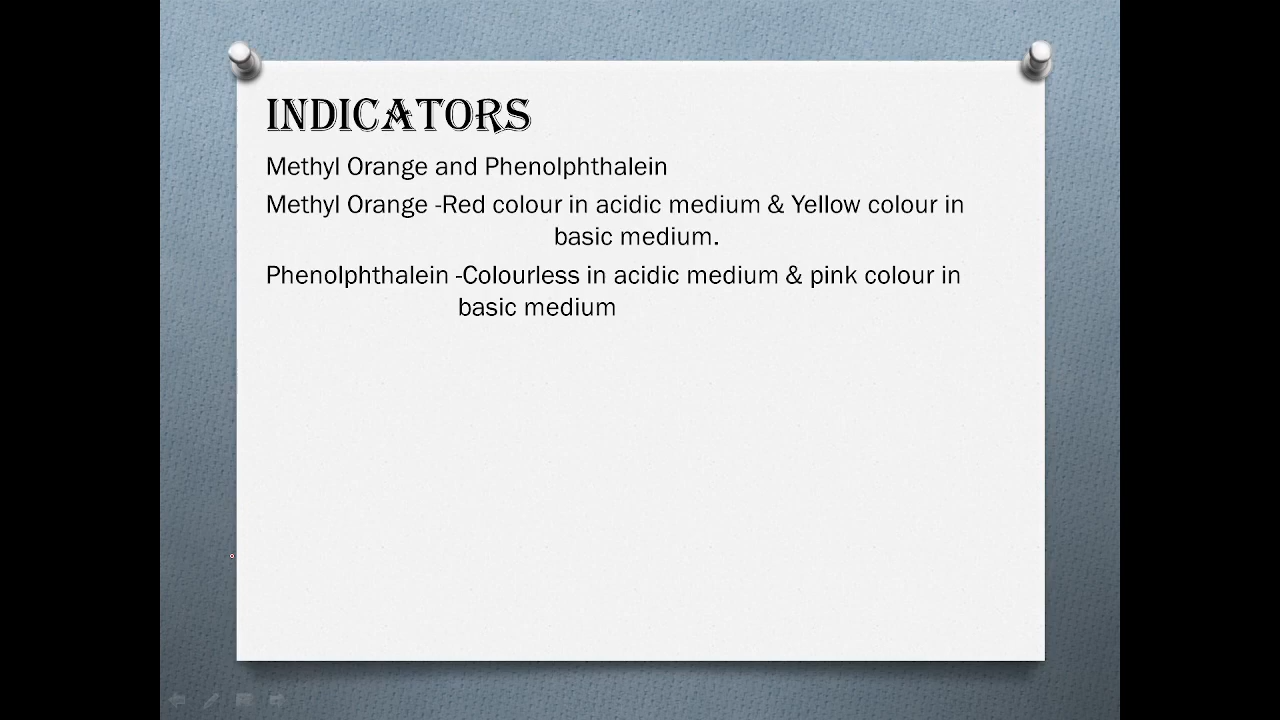 INDICATORS
Methyl Orange and Phenolphthalein
Methyl Orange -Red colour in acidic medium & Yellow colour in
basic medium.
Phenolphthalein -Colourless in acidic medium & pink colour in
basic medium